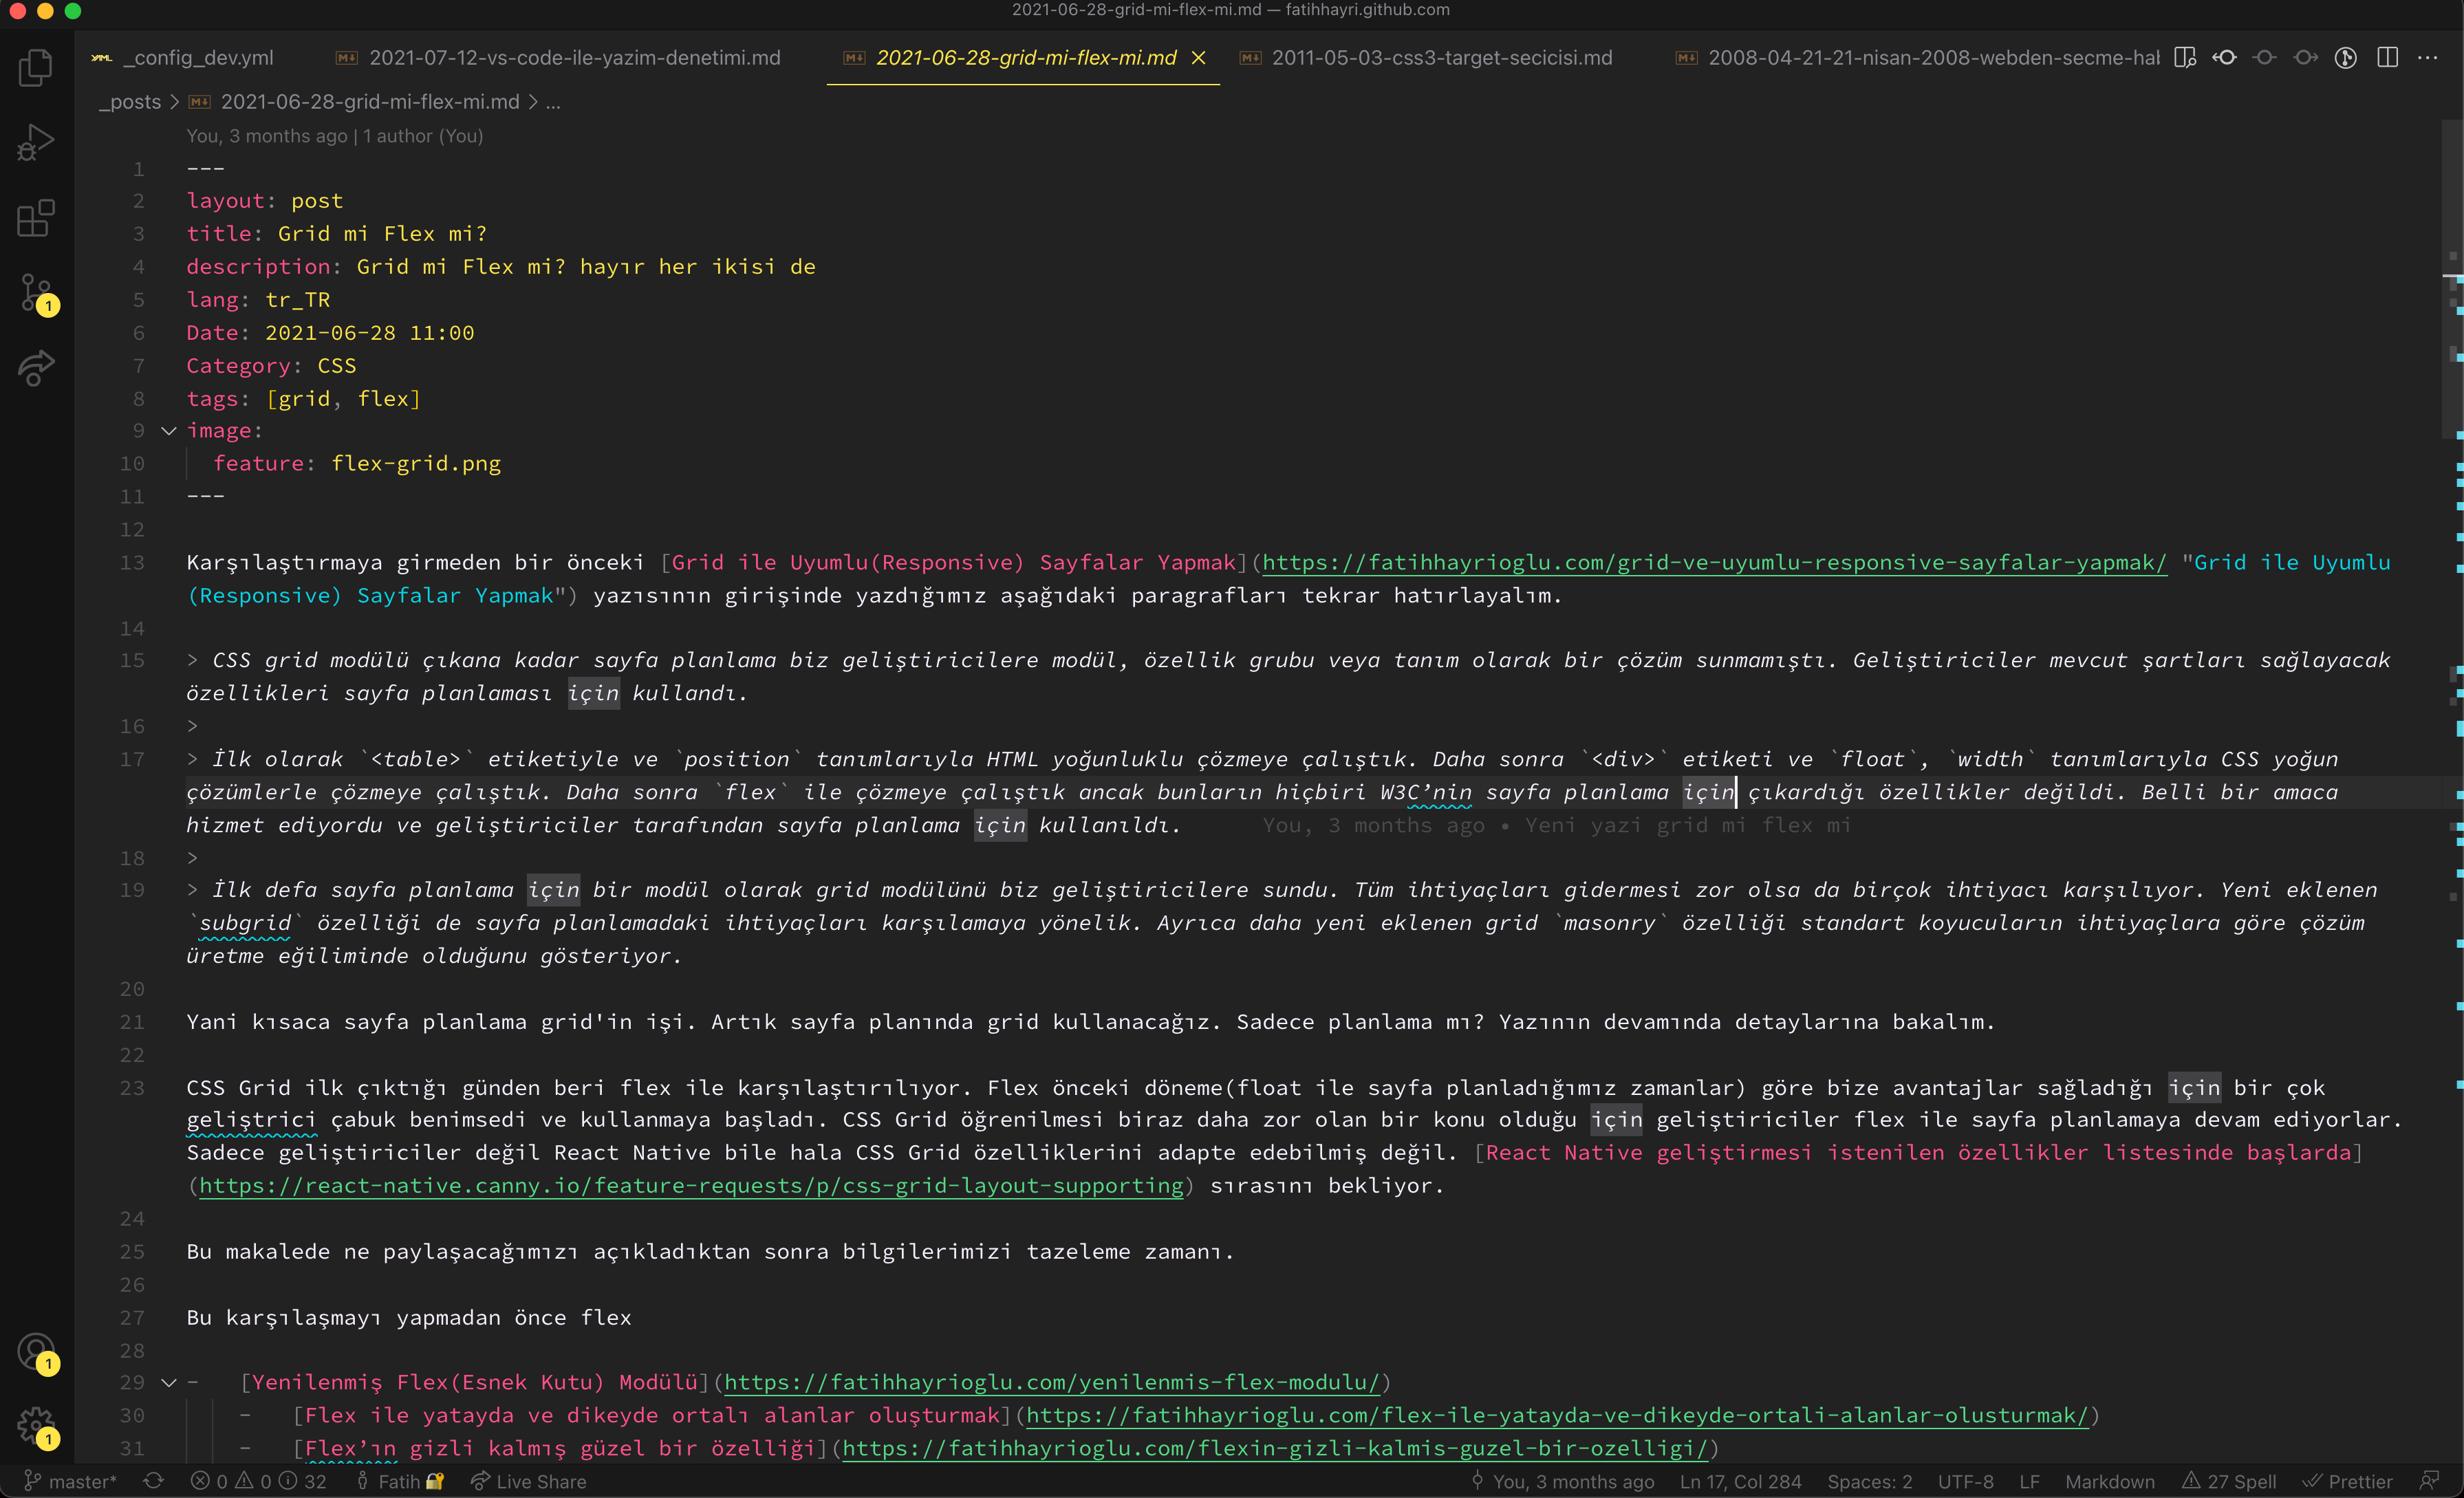 2021-06-28-grid-mi-flex-mi.md — fatihhayri.github.com
_config_dev.yml
2021-07-12-vs-code-ile-yazim-denetimi.md
2021-06-28-grid-mi-flex-mi.md
2011-05-03-css3-target-secicisi.md
2008-04-21-21-nisan-2008-webden-secme-hab
_posts > 2021-06-28-grid-mi-flex-mi.md > ...
You, 3 months ago | 1 author (You)
1 ---
2 layout: post
3 title: Grid mi Flex mi?
4 description: Grid mi Flex mi? hayır her ikisi de
5 lang: tr_TR
6 Date: 2021-06-28 11:00
7 Category: CSS
8 tags: [grid, flex]
9 image:
10 feature: flex-grid.png
11 ---
12
13 Karşılaştırmaya girmeden bir önceki [Grid ile Uyumlu(Responsive) Sayfalar Yapmak](https://fatihhayrioglu.com/grid-ve-uyumlu-responsive-sayfalar-yapmak/ "Grid ile Uyumlu
(Responsive) Sayfalar Yapmak") yazısının girişinde yazdığımız aşağıdaki paragrafları tekrar hatırlayalım.
14
15 > CSS grid modülü çıkana kadar sayfa planlama biz geliştiricilere modül, özellik grubu veya tanım olarak bir çözüm sunmamıştı. Geliştiriciler mevcut şartları sağlayacak
özellikleri sayfa planlaması için kullandı.
16 >
17 > İlk olarak `<table>` etiketiyle ve `position` tanımlarıyla HTML yoğunluklu çözmeye çalıştık. Daha sonra `<div>` etiketi ve `float`, `width` tanımlarıyla CSS yoğun
çözümlerle çözmeye çalıştık. Daha sonra `flex` ile çözmeye çalıştık ancak bunların hiçbiri W3C’nin sayfa planlama için çıkardığı özellikler değildi. Belli bir amaca
hizmet ediyordu ve geliştiriciler tarafından sayfa planlama için kullanıldı. You, 3 months ago • Yeni yazi grid mi flex mi
18 >
19 > İlk defa sayfa planlama için bir modül olarak grid modülünü biz geliştiricilere sundu. Tüm ihtiyaçları gidermesi zor olsa da birçok ihtiyacı karşılıyor. Yeni eklenen
`subgrid` özelliği de sayfa planlamadaki ihtiyaçları karşılamaya yönelik. Ayrıca daha yeni eklenen grid `masonry` özelliği standart koyucuların ihtiyaçlara göre çözüm
üretme eğiliminde olduğunu gösteriyor.
20
21 Yani kısaca sayfa planlama grid'in işi. Artık sayfa planında grid kullanacağız. Sadece planlama mı? Yazının devamında detaylarına bakalım.
22
23 CSS Grid ilk çıktığı günden beri flex ile karşılaştırılıyor. Flex önceki döneme(float ile sayfa planladığımız zamanlar) göre bize avantajlar sağladığı için bir çok
geliştrici çabuk benimsedi ve kullanmaya başladı. CSS Grid öğrenilmesi biraz daha zor olan bir konu olduğu için geliştiriciler flex ile sayfa planlamaya devam ediyorlar.
Sadece geliştiriciler değil React Native bile hala CSS Grid özelliklerini adapte edebilmiş değil. [React Native geliştirmesi istenilen özellikler listesinde başlarda]
(https://react-native.canny.io/feature-requests/p/css-grid-layout-supporting) sırasını bekliyor.
24
25 Bu makalede ne paylaşacağımızı açıkladıktan sonra bilgilerimizi tazeleme zamanı.
26
27 Bu karşılaşmayı yapmadan önce flex
28
29 - [Yenilenmiş Flex(Esnek Kutu) Modülü](https://fatihhayrioglu.com/yenilenmis-flex-modulu/)
30 - [Flex ile yatayda ve dikeyde ortalı alanlar oluşturmak](https://fatihhayrioglu.com/flex-ile-yatayda-ve-dikeyde-ortali-alanlar-olusturmak/)
31 - [Flex’ın gizli kalmış güzel bir özelliği](https://fatihhayrioglu.com/flexin-gizli-kalmis-guzel-bir-ozelligi/)
1
1
1
master* 0 0 32 Fatih Live Share You, 3 months ago Ln 17, Col 284 Spaces: 2 UTF-8 LF Markdown 27 Spell Prettier